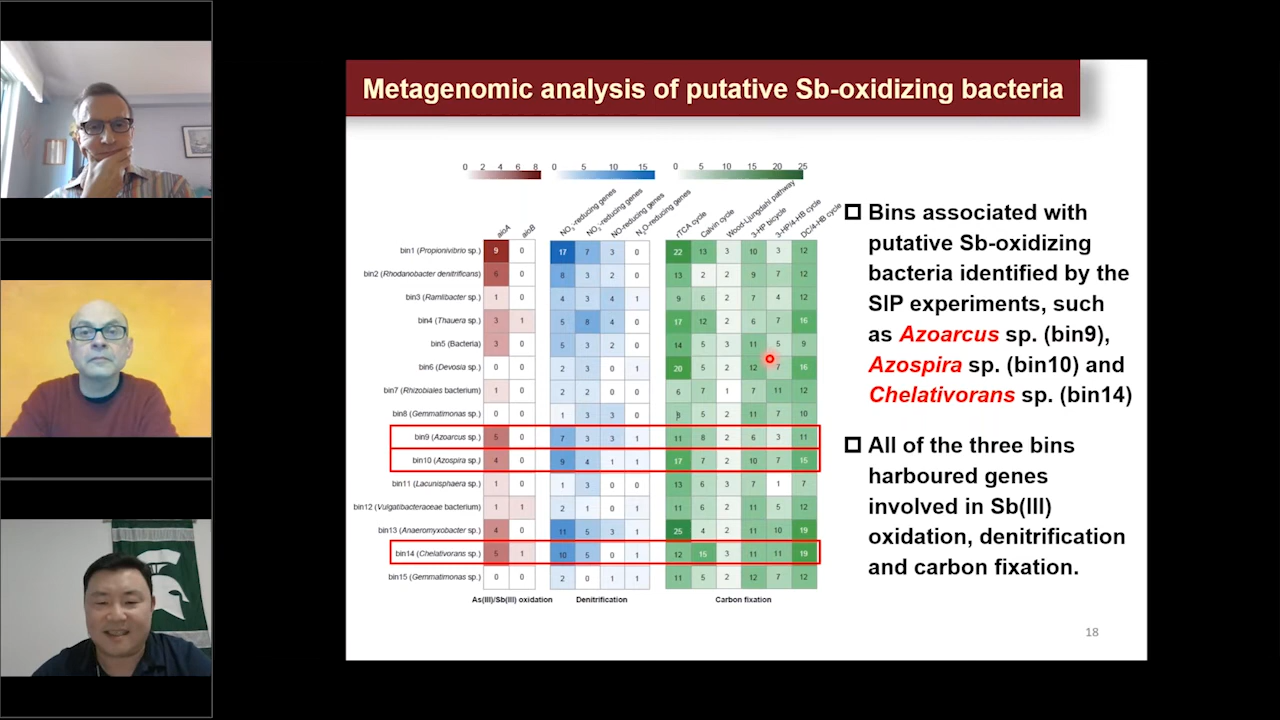 Metagenomic analysis of putative Sb-oxidizing bacteria
0 2 4 6 8 0 5 10 15 0 5 10 15 20 25
aioA aioB NO3-reducing genes NO2-reducing genes NO-reducing genes N2O-reducing genes rTCA cycle Calvin cycle Wood-Ljungdahl pathway 3-HP bicycle 3-HP/4-HB cycle DC/4-HB cycle
bin1 (Propionivibrio sp.) 9 0 17 7 3 0 22 13 3 10 3 12
bin2 (Rhodanobacter denitrificans) 6 0 8 3 2 0 13 2 2 9 7 12
bin3 (Ramlibacter sp.) 1 0 4 3 4 1 9 6 2 7 4 12
bin4 (Thauera sp.) 3 1 5 8 4 0 17 12 2 6 7 16
bin5 (Bacteria) 3 0 5 3 2 0 14 5 3 11 5 9
bin6 (Devosia sp.) 0 0 2 3 0 1 20 5 2 12 7 16
bin7 (Rhizobiales bacterium) 1 0 2 2 0 0 6 7 1 7 11 12
bin8 (Gemmatimonas sp.) 0 0 1 3 3 0 5 2 11 7 10
bin9 (Azoarcus sp.) 5 0 7 3 3 1 11 8 2 6 3 11
bin10 (Azospira sp.) 4 0 9 4 1 1 17 7 2 10 7 15
bin11 (Lacunisphaera sp.) 1 0 1 3 0 0 13 6 3 7 1 7
bin12 (Vulgatibacteraceae bacterium) 1 1 2 1 0 1 11 6 2 11 5 12
bin13 (Anaeromyxobacter sp.) 4 0 11 5 3 1 25 4 2 11 10 19
bin14 (Chelativorans sp.) 5 1 10 5 0 1 12 15 3 11 11 19
bin15 (Gemmatimonas sp.) 0 0 2 0 1 1 11 5 2 12 7 12
As(III)/Sb(III) oxidation Denitrification Carbon fixation
Bins associated with
putative Sb-oxidizing
bacteria identified by the
SIP experiments, such
as Azoarcus sp. (bin9),
Azospira sp. (bin10) and
Chelativorans sp. (bin14)
All of the three bins
harboured genes
involved in Sb(III)
oxidation, denitrification
and carbon fixation.
18